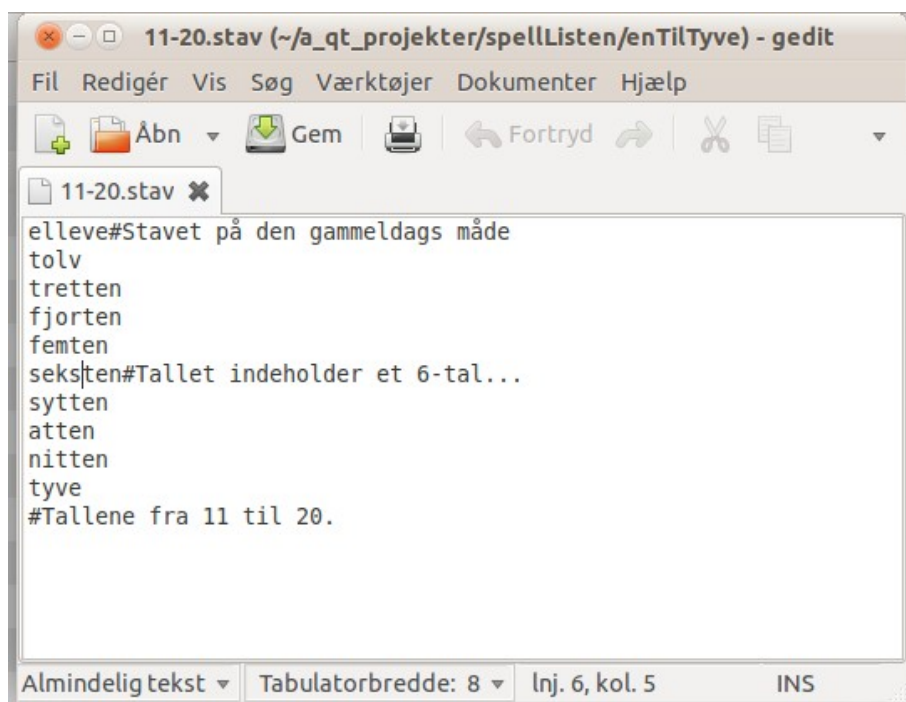 11-20.stav (~/a_qt_projekter/spellListen/enTilTyve) - gedit
Fil Redigér Vis Søg Værktøjer Dokumenter Hjælp
Åbn Gem Fortryd
11-20.stav
elleve#Stavet på den gammeldags måde
tolv
tretten
fjorten
femten
seksten#Tallet indeholder et 6-tal...
sytten
atten
nitten
tyve
#Tallene fra 11 til 20.
Almindelig tekst Tabulatorbredde: 8 lnj. 6, kol. 5 INS